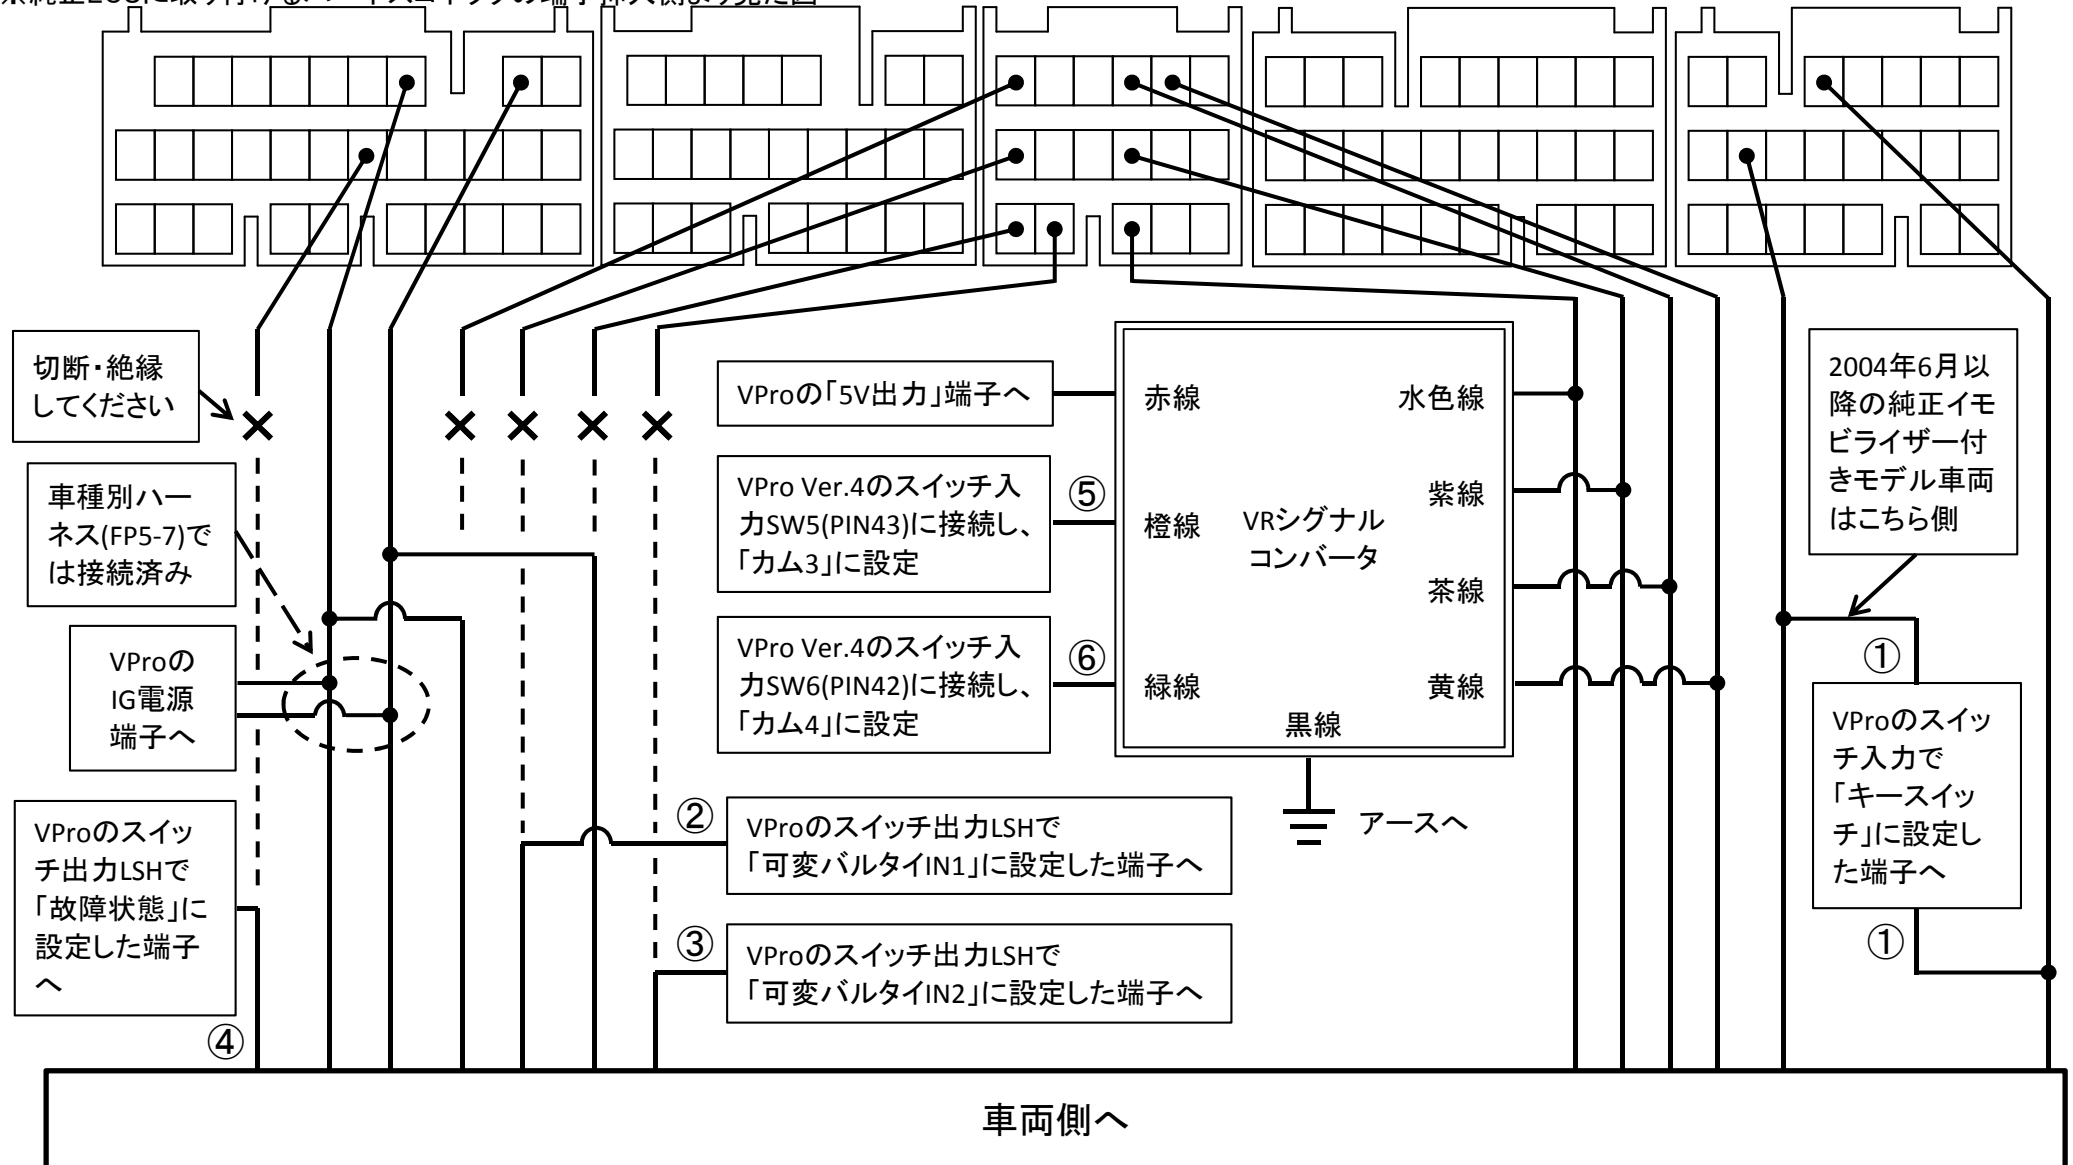 切断・絶縁
してください
車種別ハー
ネス(FP5-7)で
は接続済み
VProの
IG電源
端子へ
VProのスイッ
チ出力LSHで
「故障状態」に
設定した端子
へ
④
VProの「5V出力」端子へ
VPro Ver.4のスイッチ入
力SW5(PIN43)に接続し、
「カム3」に設定
⑤
VPro Ver.4のスイッチ入
力SW6(PIN42)に接続し、
「カム4」に設定
⑥
赤線
橙線
緑線
VRシグナル
コンバータ
水色線
紫線
茶線
黄線
黒線
アースへ
②
VProのスイッチ出力LSHで
「可変バルタイIN1」に設定した端子へ
③
VProのスイッチ出力LSHで
「可変バルタイIN2」に設定した端子へ
2004年6月以
降の純正イモ
ビライザー付
きモデル車両
はこちら側
①
VProのスイッ
チ入力で
「キースイッ
チ」に設定し
た端子へ
①
車両側へ